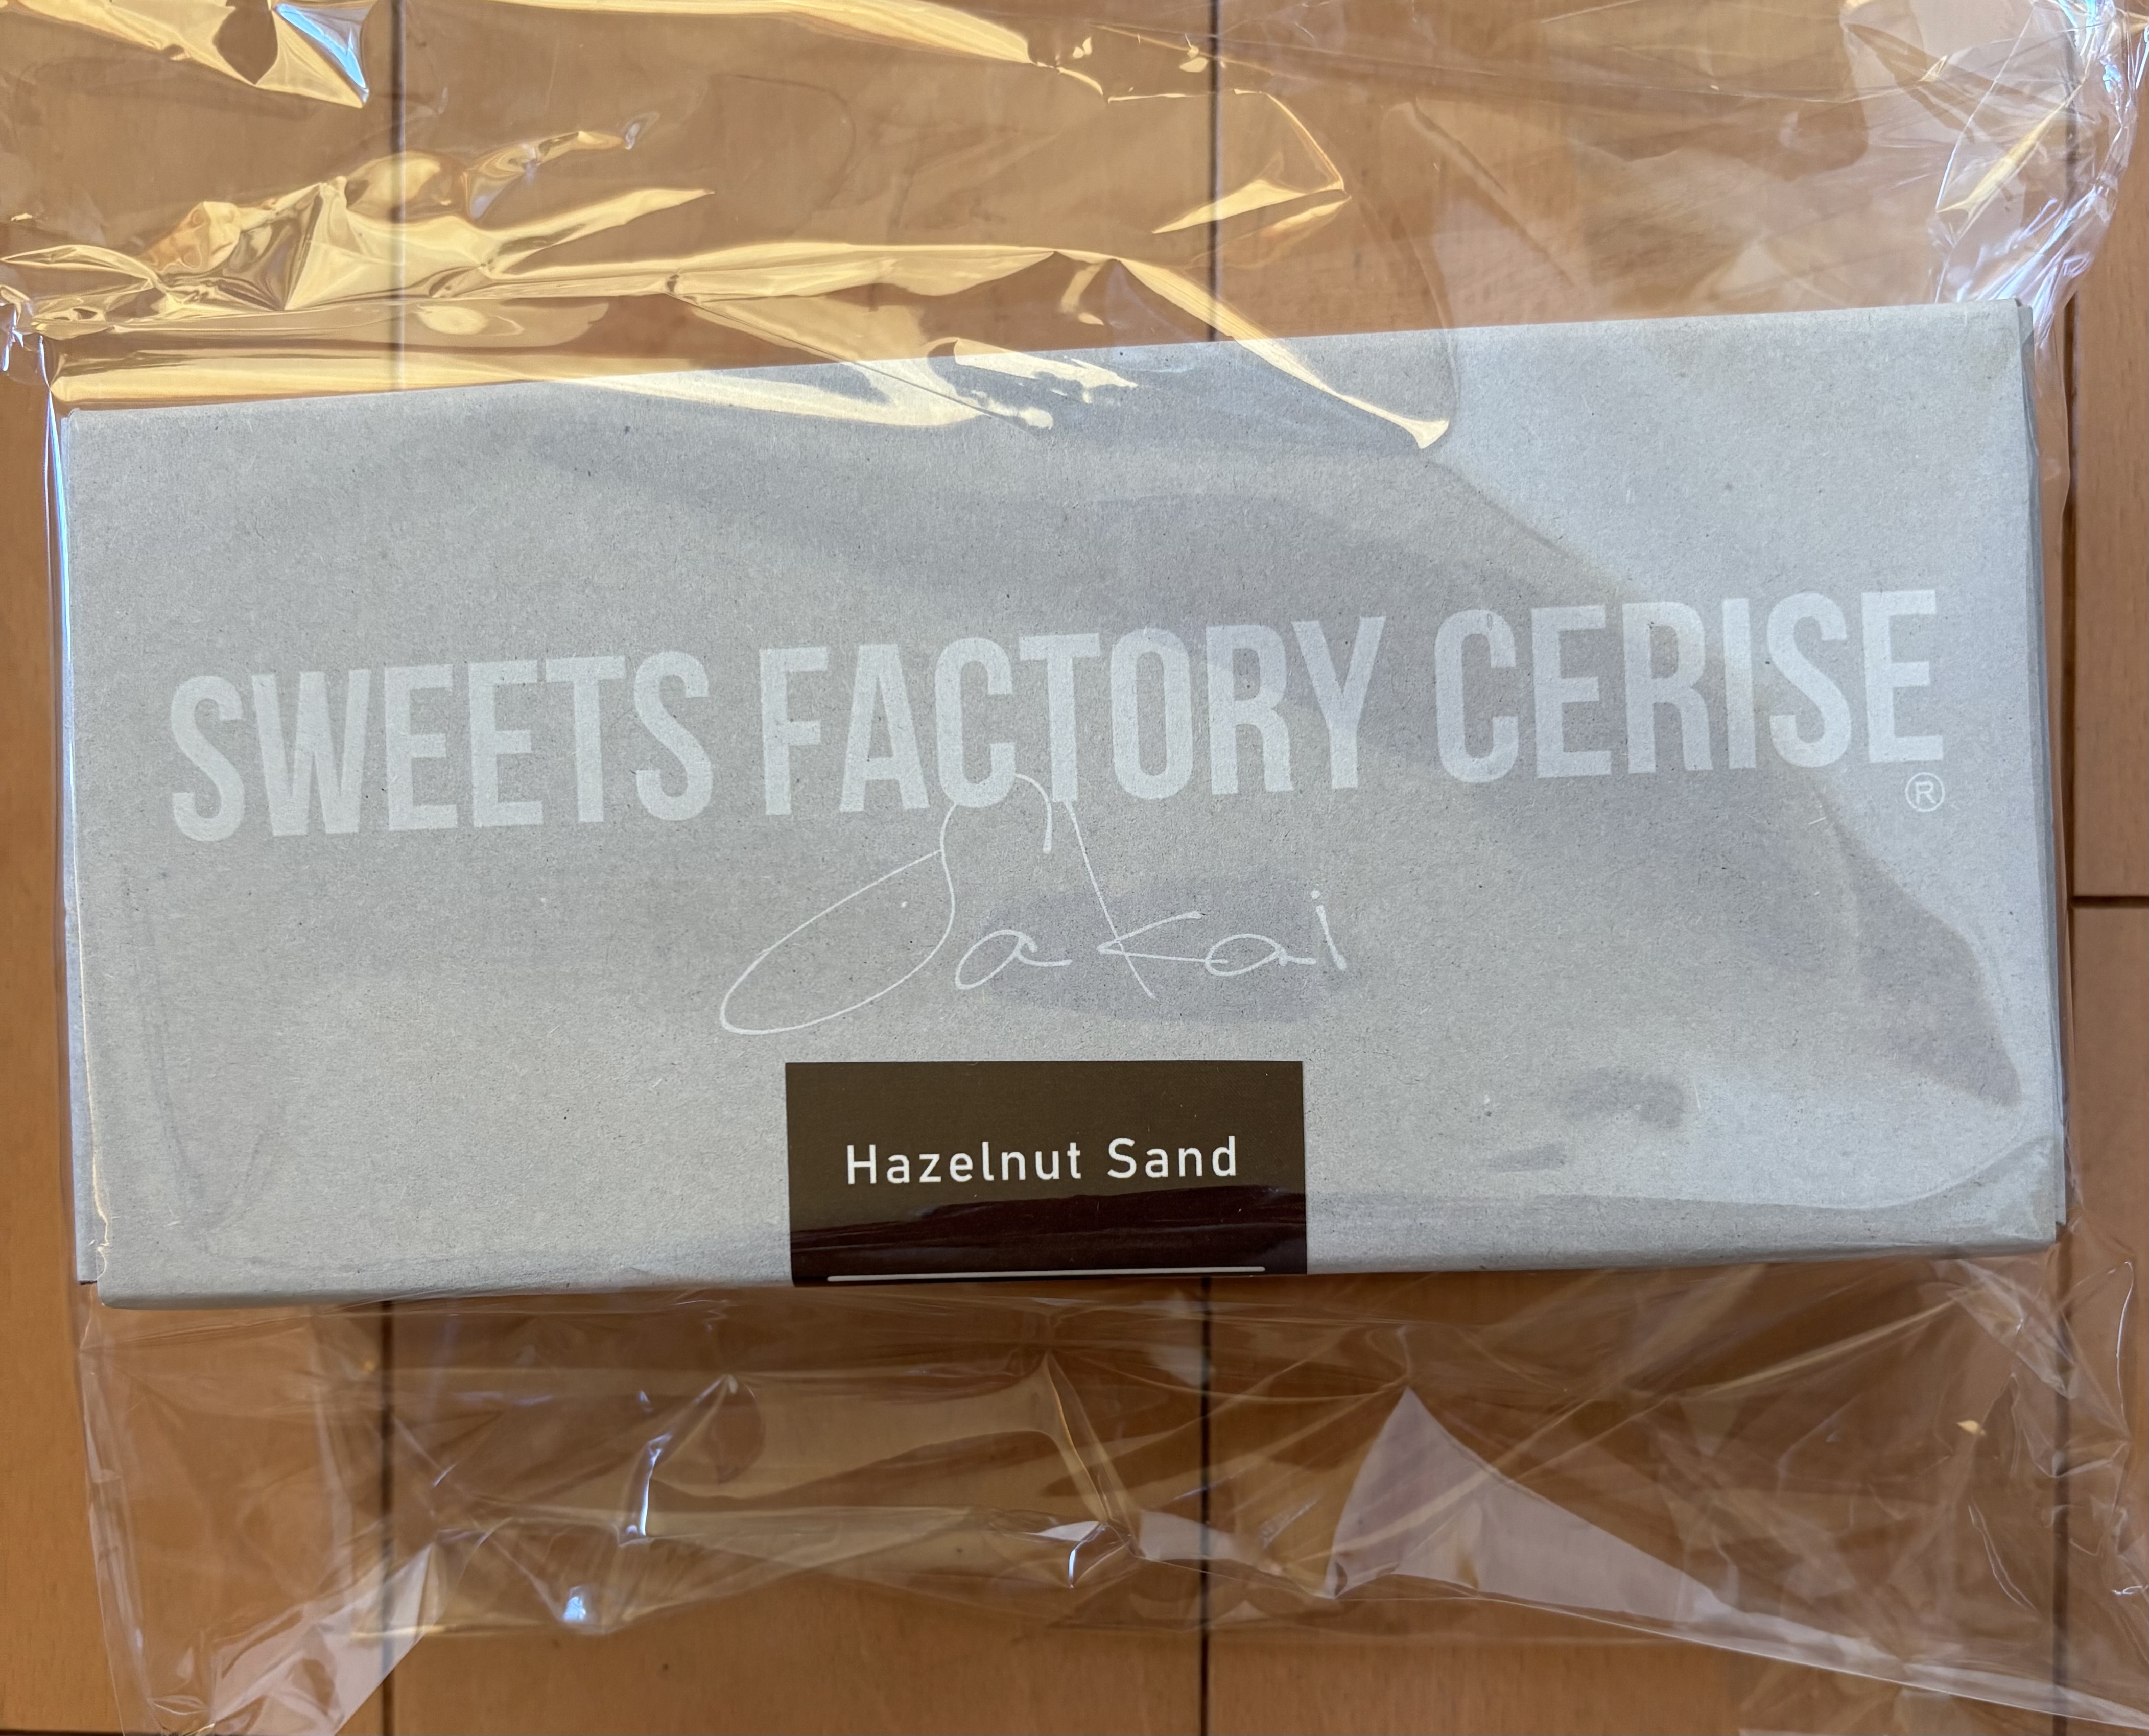 SWEETS FACTORY CERISE
®
Sakai
Hazelnut Sand